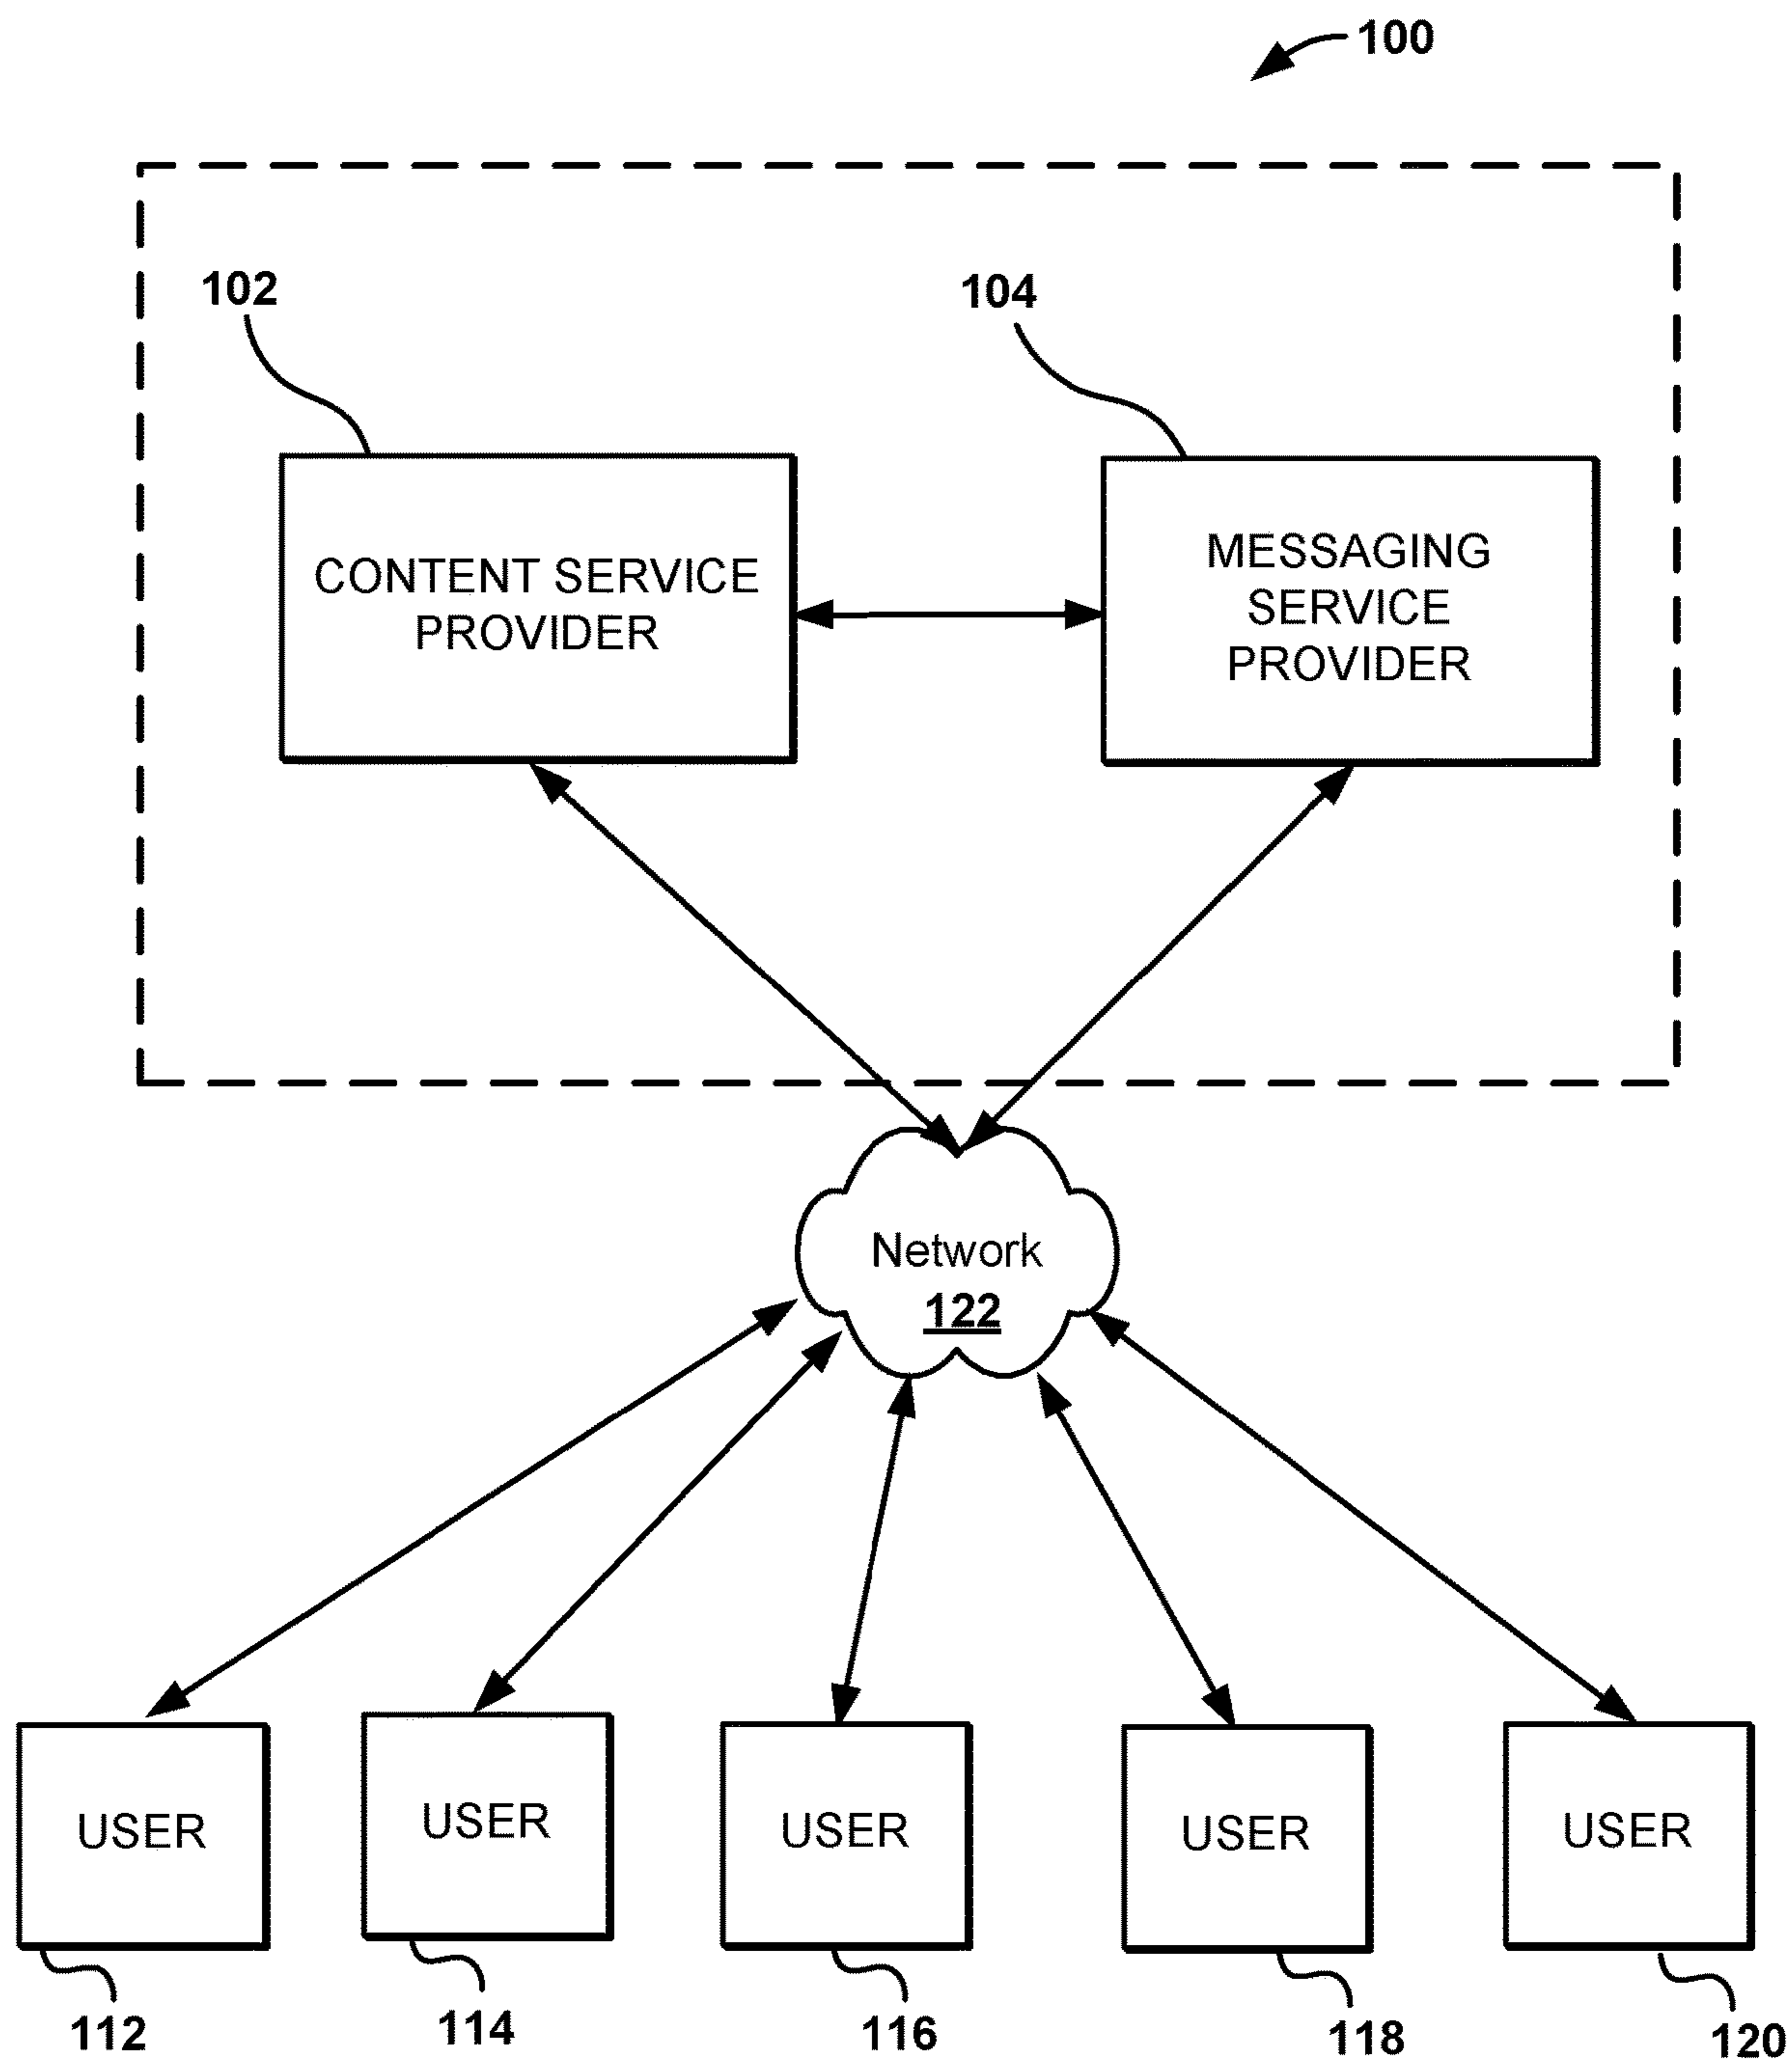 100
102
104
CONTENT SERVICE
PROVIDER
MESSAGING
SERVICE
PROVIDER
Network
122
USER
USER
USER
USER
USER
112
114
116
118
120